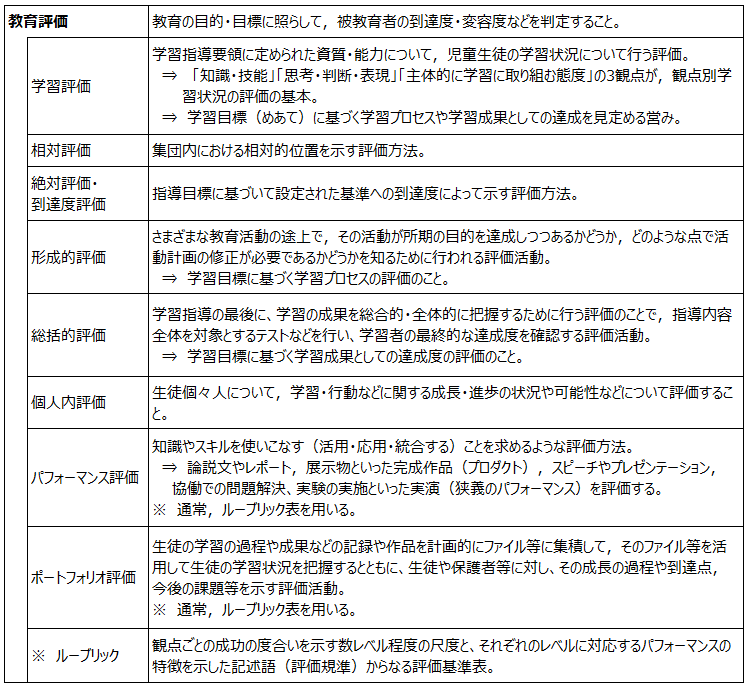 教育評価
教育の目的・目標に照らして，被教育者の到達度・変容度などを判定すること。
学習評価
学習指導要領に定められた資質・能力について，児童生徒の学習状況について行う評価。
⇒ 「知識・技能」「思考・判断・表現」「主体的に学習に取り組む態度」の3観点が，観点別学
習状況の評価の基本。
⇒ 学習目標（めあて）に基づく学習プロセスや学習成果としての達成を見定める営み。
相対評価
集団内における相対的位置を示す評価方法。
絶対評価・
到達度評価
指導目標に基づいて設定された基準への到達度によって示す評価方法。
形成的評価
さまざまな教育活動の途上で，その活動が所期の目的を達成しつつあるかどうか，どのような点で活
動計画の修正が必要であるかどうかを知るために行われる評価活動。
⇒ 学習目標に基づく学習プロセスの評価のこと。
総括的評価
学習指導の最後に、学習の成果を総合的・全体的に把握するために行う評価のことで，指導内容
全体を対象とするテストなどを行い、学習者の最終的な達成度を確認する評価活動。
⇒ 学習目標に基づく学習成果としての達成度の評価のこと。
個人内評価
生徒個々人について，学習・行動などに関する成長・進歩の状況や可能性などについて評価するこ
と。
パフォーマンス評価
知識やスキルを使いこなす（活用・応用・統合する）ことを求めるような評価方法。
⇒ 論説文やレポート，展示物といった完成作品（プロダクト），スピーチやプレゼンテーション，
協働での問題解決、実験の実施といった実演（狭義のパフォーマンス）を評価する。
※ 通常，ルーブリック表を用いる。
ポートフォリオ評価
生徒の学習の過程や成果などの記録や作品を計画的にファイル等に集積して，そのファイル等を活
用して生徒の学習状況を把握するとともに、生徒や保護者等に対し、その成長の過程や到達点，
今後の課題等を示す評価活動。
※ 通常，ルーブリック表を用いる。
※ ルーブリック
観点ごとの成功の度合いを示す数レベル程度の尺度と、それぞれのレベルに対応するパフォーマンスの
特徴を示した記述語（評価規準）からなる評価基準表。